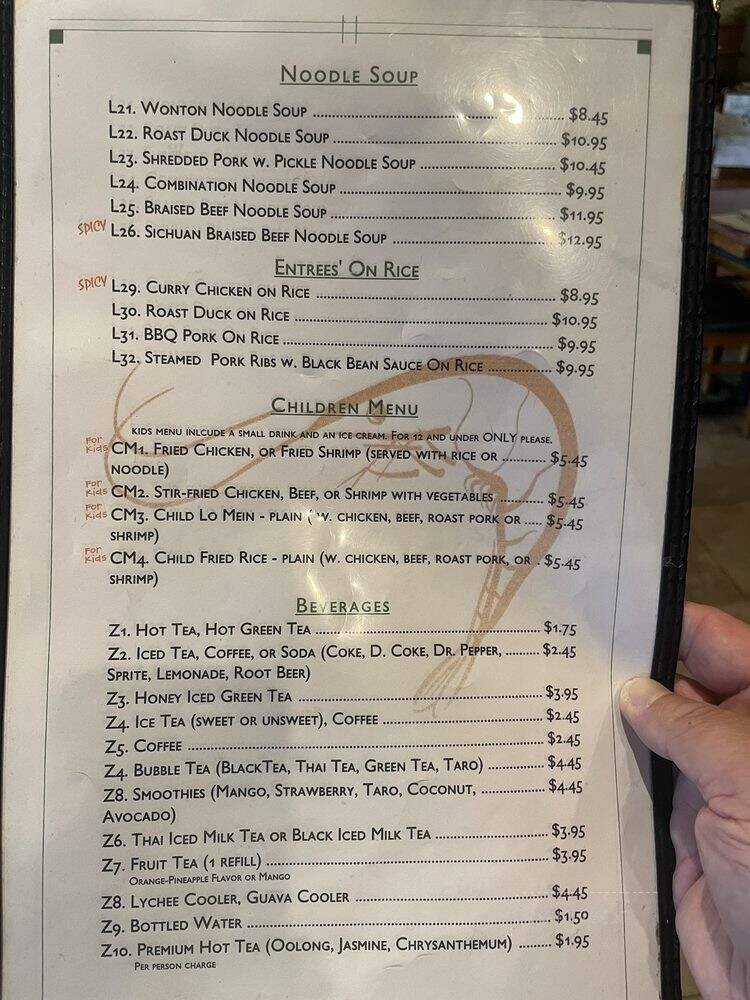 Noodle Soup
L21. Wonton Noodle Soup ........ $8.45
L22. Roast Duck Noodle Soup ........ $10.95
L23. Shredded Pork w. Pickle Noodle Soup ........ $10.45
L24. Combination Noodle Soup ........ $9.95
L25. Braised Beef Noodle Soup ........ $11.95
SPICY L26. Sichuan Braised Beef Noodle Soup ........ $12.95
Entrees' On Rice
SPICY L29. Curry Chicken on Rice ........ $8.95
L30. Roast Duck on Rice ........ $10.95
L31. BBQ Pork On Rice ........ $9.95
L32. Steamed Pork Ribs w. Black Bean Sauce On Rice ........ $9.95
Children Menu
kids menu inlcude a small drink and an ice cream. For 12 and under ONLY please.
For Kids CM1. Fried Chicken, or Fried Shrimp (served with rice or ........ $5.45
noodle)
For Kids CM2. Stir-fried Chicken, Beef, or Shrimp with vegetables ........ $5.45
For Kids CM3. Child Lo Mein - plain (w. chicken, beef, roast pork or ..... $5.45
shrimp)
For Kids CM4. Child Fried Rice - plain (w. chicken, beef, roast pork, or . $5.45
shrimp)
Beverages
Z1. Hot Tea, Hot Green Tea ........ $1.75
Z2. Iced Tea, Coffee, or Soda (Coke, D. Coke, Dr. Pepper, ........ $2.45
Sprite, Lemonade, Root Beer)
Z3. Honey Iced Green Tea ........ $3.95
Z4. Ice Tea (sweet or unsweet), Coffee ........ $2.45
Z5. Coffee ........ $2.45
Z4. Bubble Tea (BlackTea, Thai Tea, Green Tea, Taro) ........ $4.45
Z8. Smoothies (Mango, Strawberry, Taro, Coconut, ........ $4.45
Avocado)
Z6. Thai Iced Milk Tea or Black Iced Milk Tea ........ $3.95
Z7. Fruit Tea (1 refill) ........ $3.95
Orange-Pineapple Flavor or Mango
Z8. Lychee Cooler, Guava Cooler ........ $4.45
Z9. Bottled Water ........ $1.50
Z10. Premium Hot Tea (Oolong, Jasmine, Chrysanthemum) ........ $1.95
Per person charge